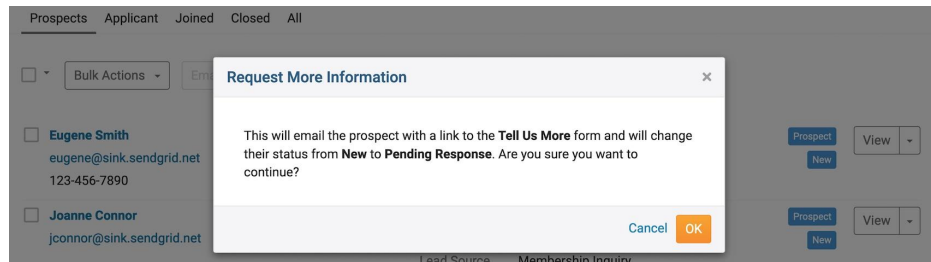 Prospects Applicant Joined Closed All
Bulk Actions
Request More Information ×
This will email the prospect with a link to the Tell Us More form and will change
their status from New to Pending Response. Are you sure you want to
continue?
Cancel OK
Eugene Smith
eugene@sink.sendgrid.net
123-456-7890
Prospect
New
View
Joanne Connor
jconnor@sink.sendgrid.net
Prospect
New
View
Lead Source Membership Inquiry